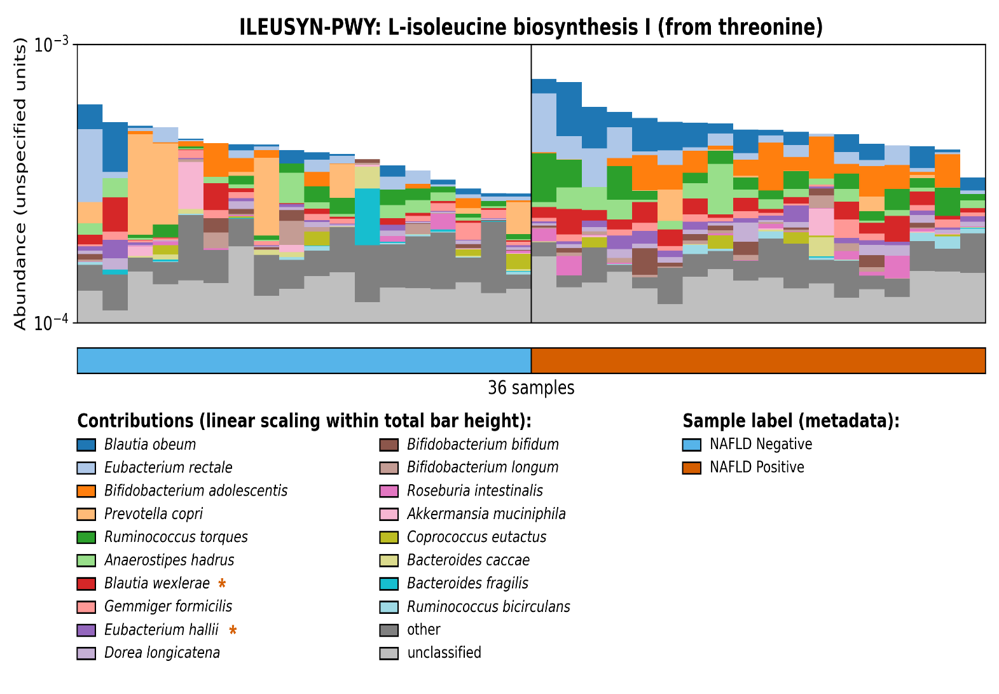 ILEUSYN-PWY: L-isoleucine biosynthesis I (from threonine)
Abundance (unspecified units)
10⁻³
10⁻⁴
36 samples
Contributions (linear scaling within total bar height):
Blautia obeum
Eubacterium rectale
Bifidobacterium adolescentis
Prevotella copri
Ruminococcus torques
Anaerostipes hadrus
Blautia wexlerae *
Gemmiger formicilis
Eubacterium hallii *
Dorea longicatena
Bifidobacterium bifidum
Bifidobacterium longum
Roseburia intestinalis
Akkermansia muciniphila
Coprococcus eutactus
Bacteroides caccae
Bacteroides fragilis
Ruminococcus bicirculans
other
unclassified
Sample label (metadata):
NAFLD Negative
NAFLD Positive